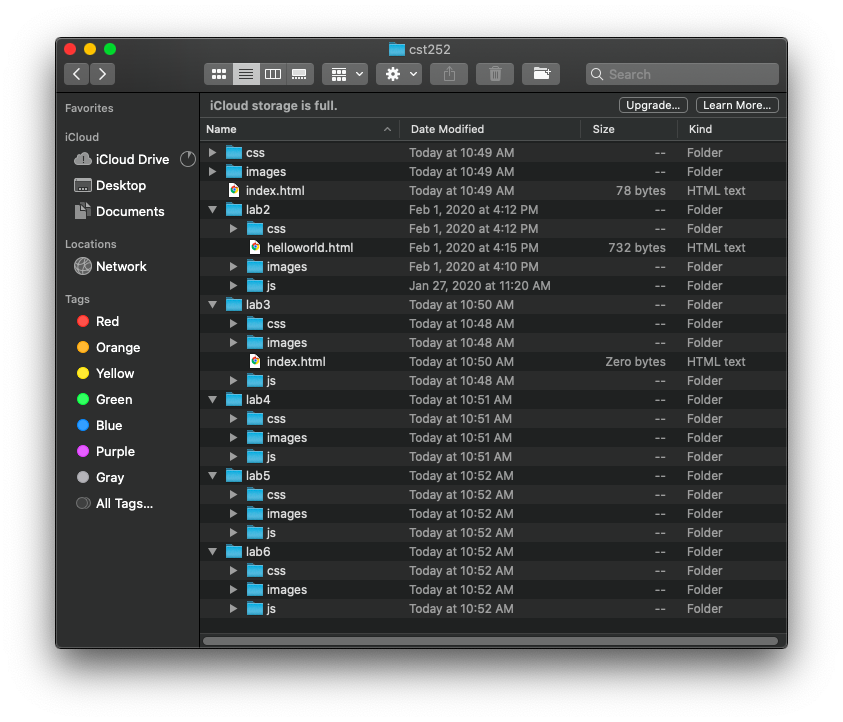 cst252
Search
Favorites
iCloud
iCloud Drive
Desktop
Documents
Locations
Network
Tags
Red
Orange
Yellow
Green
Blue
Purple
Gray
All Tags...
iCloud storage is full. Upgrade... Learn More...
Name Date Modified Size Kind
css Today at 10:49 AM -- Folder
images Today at 10:49 AM -- Folder
index.html Today at 10:49 AM 78 bytes HTML text
lab2 Feb 1, 2020 at 4:12 PM -- Folder
css Feb 1, 2020 at 4:12 PM -- Folder
helloworld.html Feb 1, 2020 at 4:15 PM 732 bytes HTML text
images Feb 1, 2020 at 4:10 PM -- Folder
js Jan 27, 2020 at 11:20 AM -- Folder
lab3 Today at 10:50 AM -- Folder
css Today at 10:48 AM -- Folder
images Today at 10:48 AM -- Folder
index.html Today at 10:50 AM Zero bytes HTML text
js Today at 10:48 AM -- Folder
lab4 Today at 10:51 AM -- Folder
css Today at 10:51 AM -- Folder
images Today at 10:51 AM -- Folder
js Today at 10:51 AM -- Folder
lab5 Today at 10:52 AM -- Folder
css Today at 10:52 AM -- Folder
images Today at 10:52 AM -- Folder
js Today at 10:52 AM -- Folder
lab6 Today at 10:52 AM -- Folder
css Today at 10:52 AM -- Folder
images Today at 10:52 AM -- Folder
js Today at 10:52 AM -- Folder